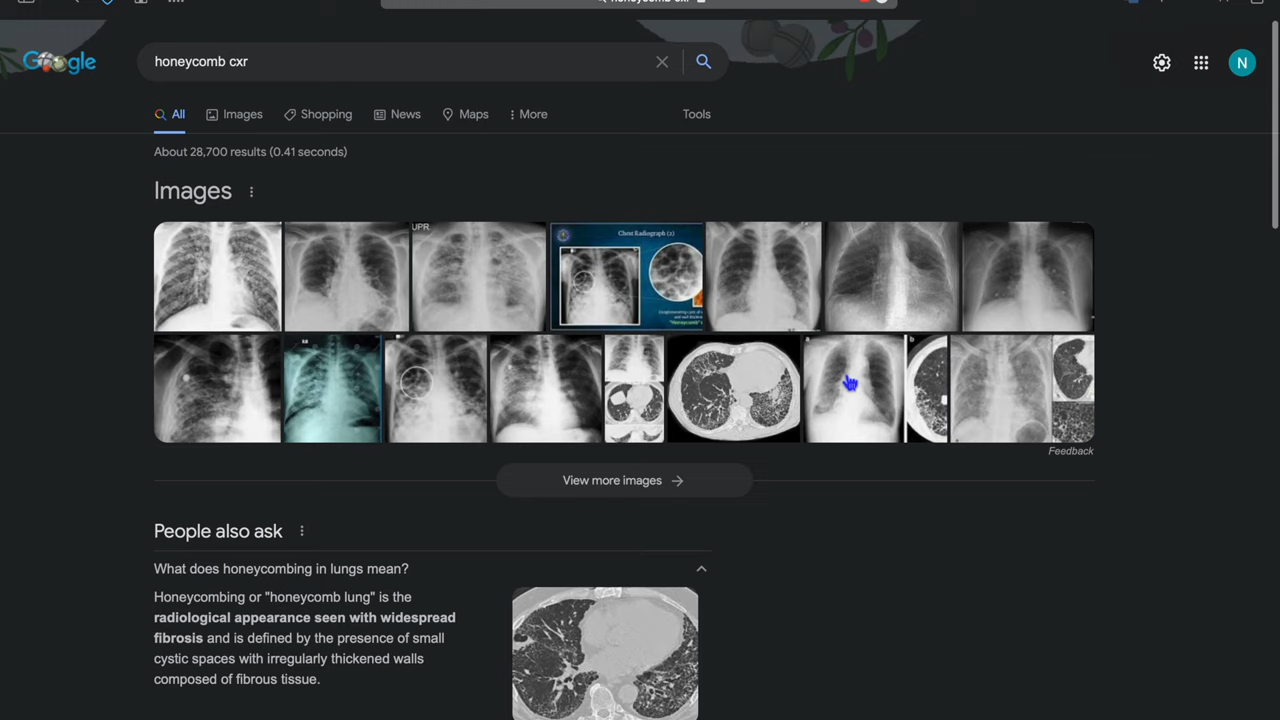 Google
honeycomb cxr
N
All
Images
Shopping
News
Maps
More
Tools
About 28,700 results (0.41 seconds)
Images
UPR.
Chest Radiograph (2)
a
b
Feedback
View more images
People also ask
What does honeycombing in lungs mean?
Honeycombing or "honeycomb lung" is the
radiological appearance seen with widespread
fibrosis and is defined by the presence of small
cystic spaces with irregularly thickened walls
composed of fibrous tissue.